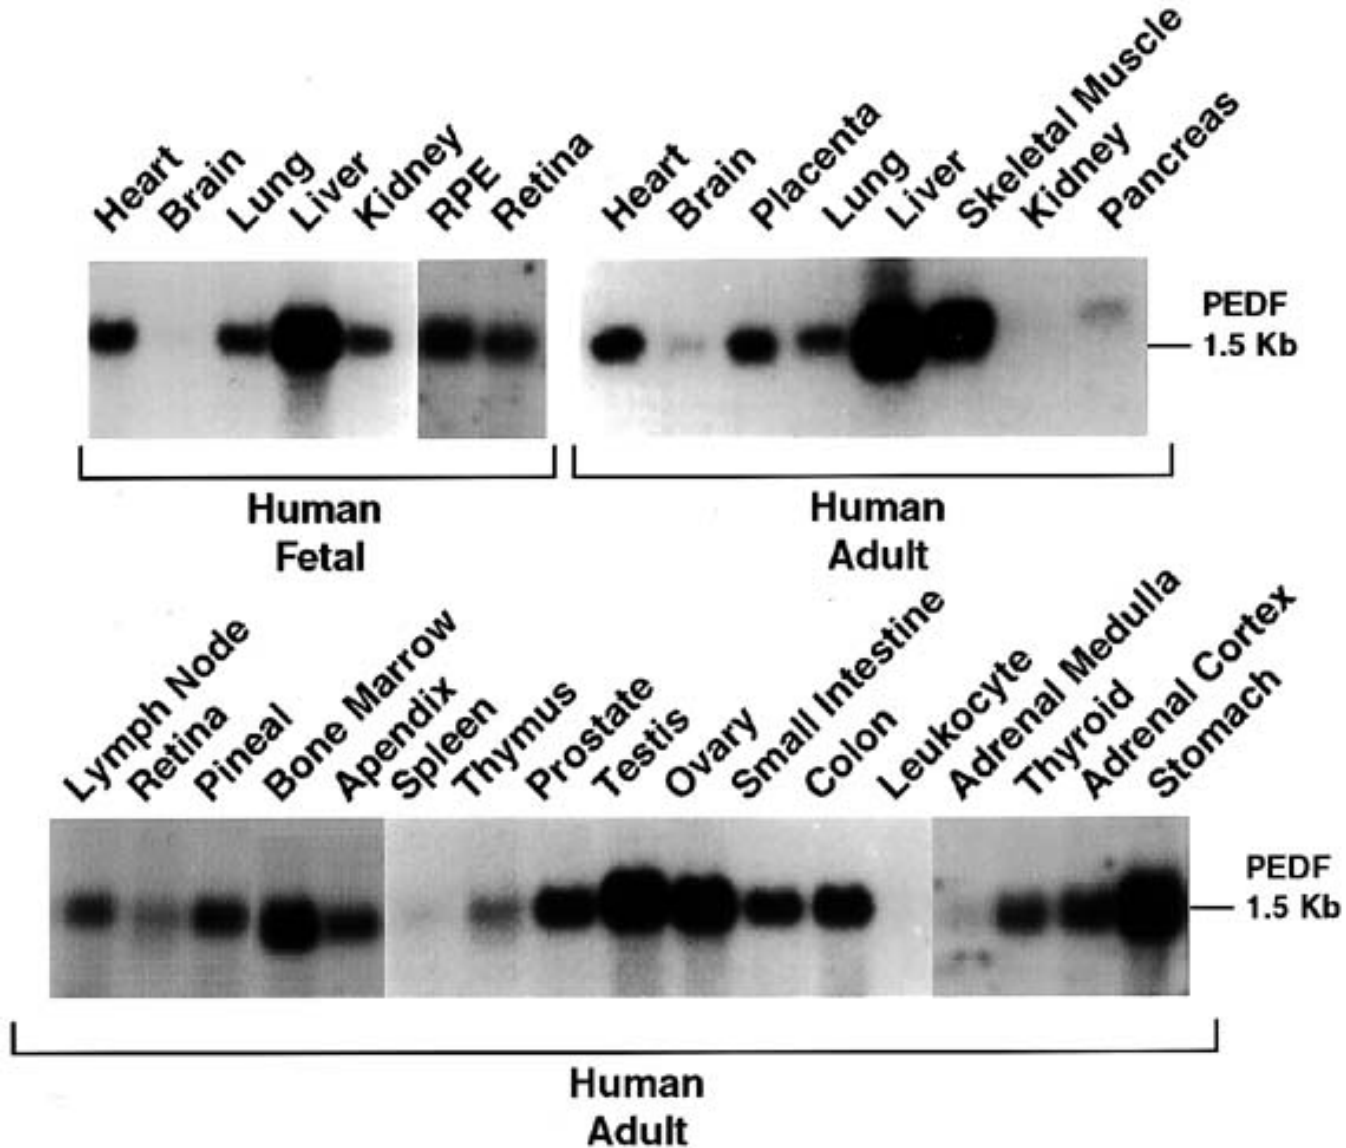 Heart
Brain
Lung
Liver
Kidney
RPE
Retina
Heart
Brain
Placenta
Lung
Liver
Skeletal Muscle
Kidney
Pancreas
PEDF
1.5 Kb
Human
Fetal
Human
Adult
Lymph Node
Retina
Pineal
Bone Marrow
Apendix
Spleen
Thymus
Prostate
Testis
Ovary
Small Intestine
Colon
Leukocyte
Adrenal Medulla
Thyroid
Adrenal Cortex
Stomach
PEDF
1.5 Kb
Human
Adult